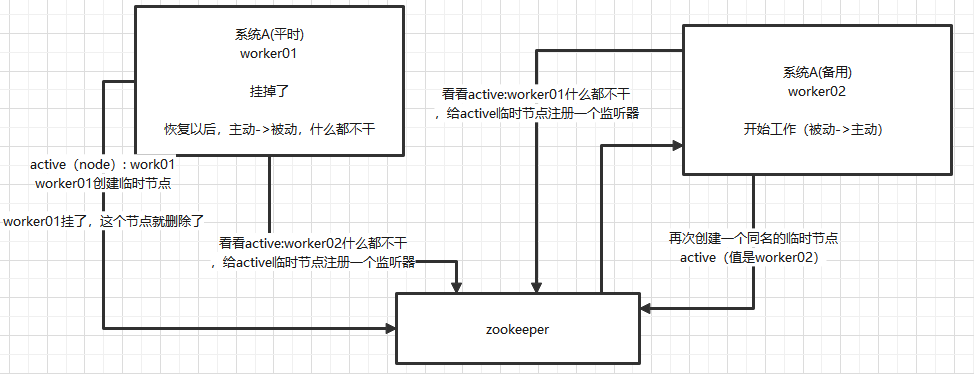 系统A(平时)
worker01
挂掉了
恢复以后，主动->被动，什么都不干
active（node）: work01
worker01创建临时节点
worker01挂了，这个节点就删除了
看看active:worker02什么都不干
，给active临时节点注册一个监听器
看看active:worker01什么都不干
，给active临时节点注册一个监听器
系统A(备用)
worker02
开始工作（被动->主动）
再次创建一个同名的临时节点
active（值是worker02）
zookeeper